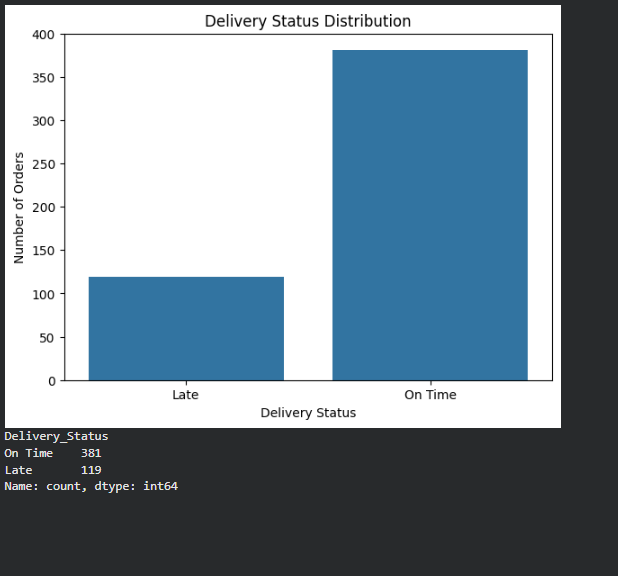 Delivery Status Distribution
400
350
300
250
200
150
100
50
0
Number of Orders
Late On Time
Delivery Status
Delivery_Status
On Time    381
Late       119
Name: count, dtype: int64